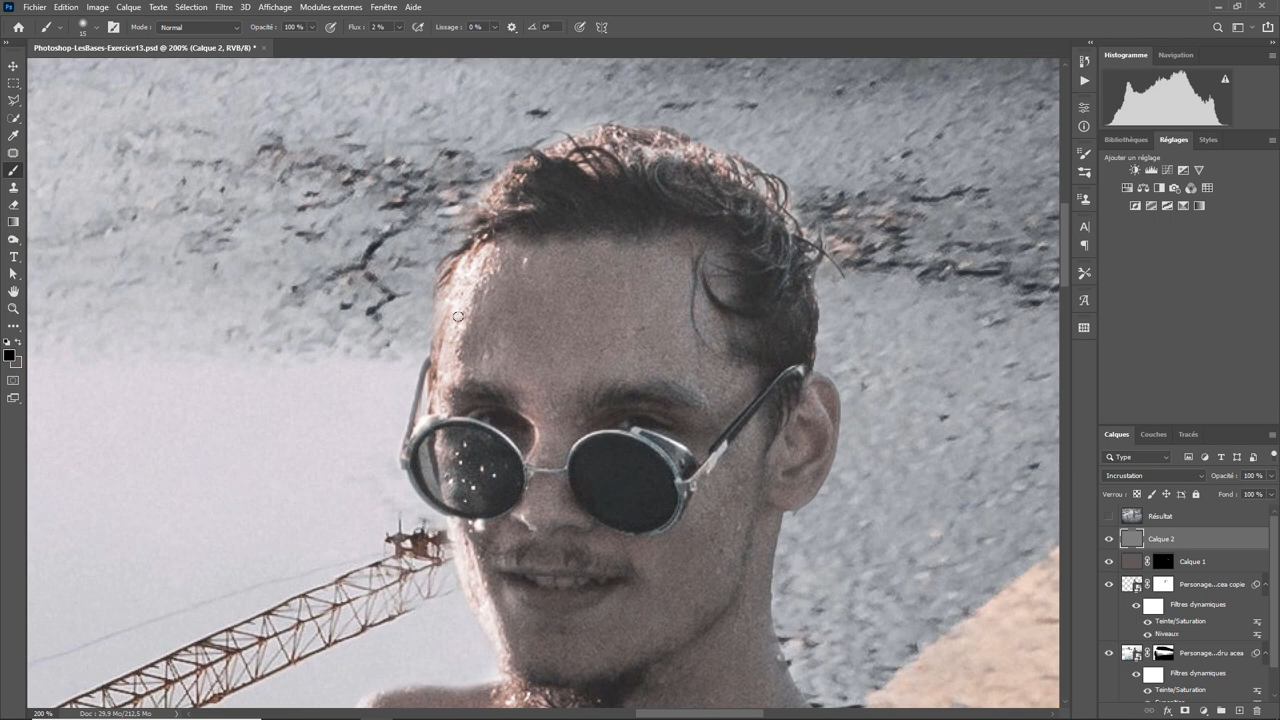 Ps Fichier Edition Image Calque Texte Sélection Filtre 3D Affichage Modules externes Fenêtre Aide
15 Mode : Normal Opacité : 100 % Flux : 2 % Lissage : 0 % 0°
Photoshop-LesBases-Exercice13.psd @ 200% (Calque 2, RVB/8) * ×
Histogramme Navigation
Bibliothèques Réglages Styles
Ajouter un réglage
Calques Couches Tracés
Type
Incrustation Opacité : 100 %
Verrou : Fond : 100 %
Résultat
Calque 2
Calque 1
Personage...cea copie
Filtres dynamiques
Teinte/Saturation
Niveaux
Personage...dru acea
Filtres dynamiques
Teinte/Saturation
200 % Doc : 29,9 Mo/212,5 Mo